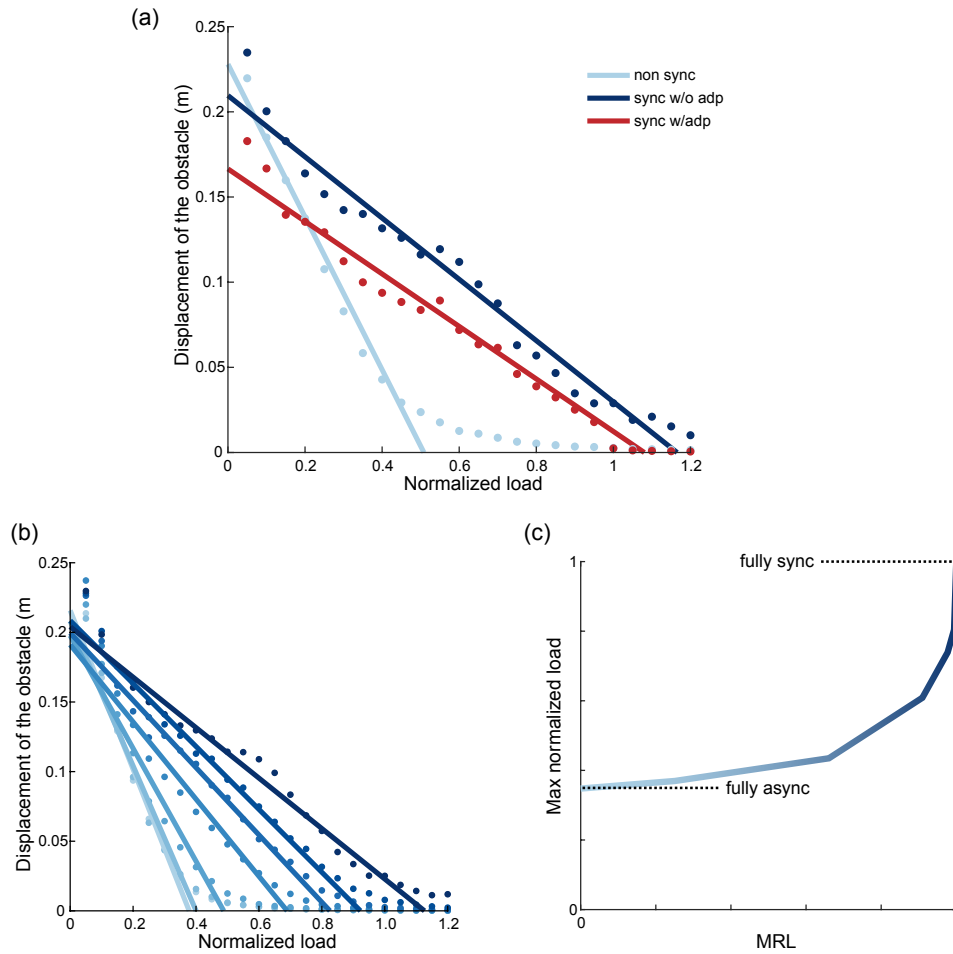 (a)
0.25
0.2
0.15
0.1
0.05
0
Displacement of the obstacle (m)
non sync
sync w/o adp
sync w/adp
0 0.2 0.4 0.6 0.8 1 1.2
Normalized load
(b)
0.25
0.2
0.15
0.1
0.05
0
Displacement of the obstacle (m
0 0.2 0.4 0.6 0.8 1.0 1.2
Normalized load
(c)
1
0
Max normalized load
fully sync
fully async
0
MRL